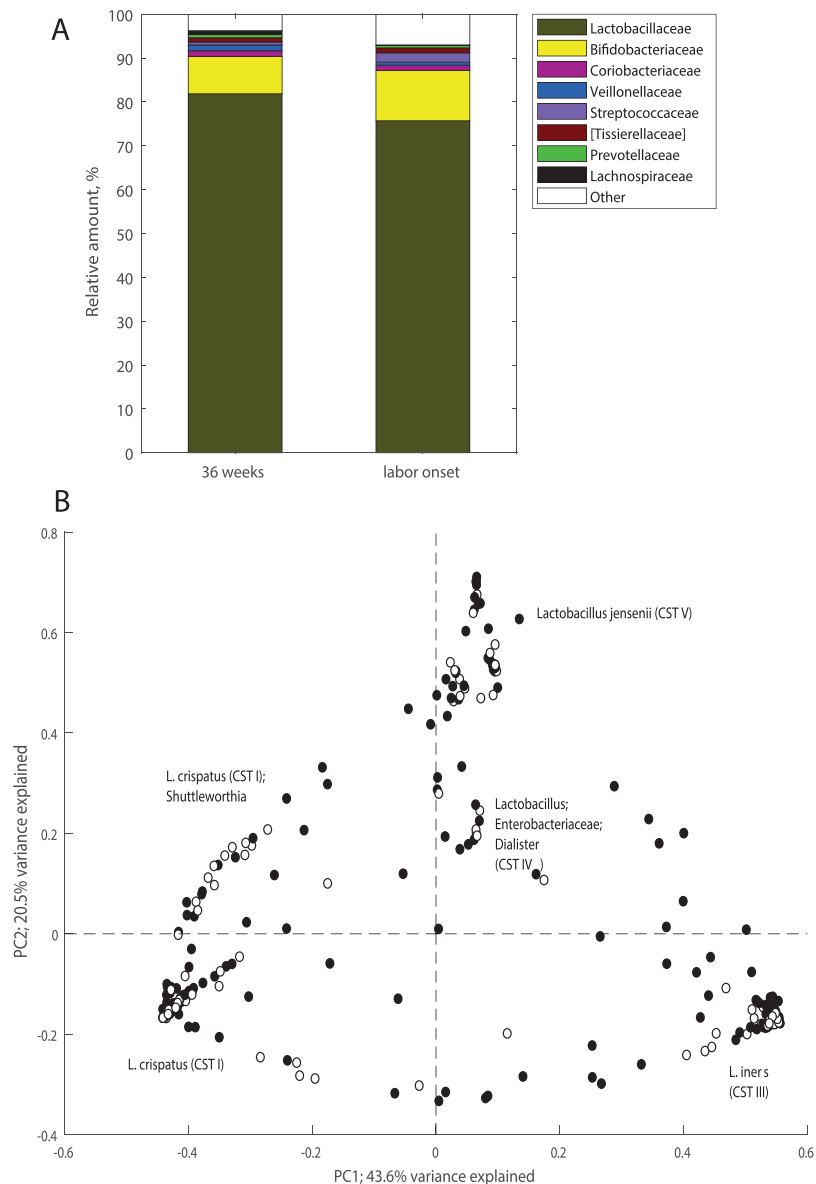 A
100
90
80
70
60
50
40
30
20
10
0
Relative amount, %
36 weeks
labor onset
Lactobacillaceae
Bifidobacteriaceae
Coriobacteriaceae
Veillonellaceae
Streptococcaceae
[Tissierellaceae]
Prevotellaceae
Lachnospiraceae
Other
B
0.8
0.6
0.4
0.2
0
-0.2
-0.4
PC2; 20.5% variance explained
Lactobacillus jensenii (CST V)
L. crispatus (CST I);
Shuttleworthia
Lactobacillus;
Enterobacteriaceae;
Dialister
(CST IV )
L. crispatus (CST I)
L. iners
(CST III)
-0.6
-0.4
-0.2
0
0.2
0.4
0.6
PC1; 43.6% variance explained